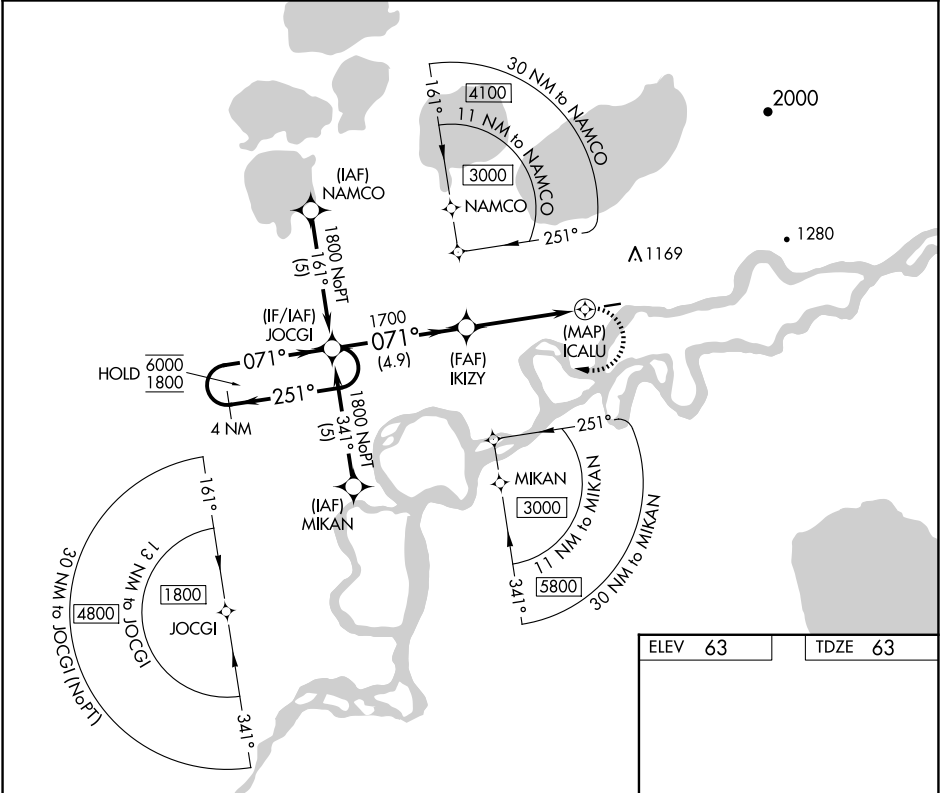 30 NM to NAMCO
161°
4100
11 NM to NAMCO
3000
NAMCO
251°
2000
1280
1169
(IAF)
NAMCO
1800 NoPT
161°
(5)
(IF/IAF)
JOCGI
1700
071°
071°
(4.9)
(FAF)
IKIZY
(MAP)
ICALU
HOLD
6000
1800
251°
4 NM
1800 NoPT
341°
(5)
(IAF)
MIKAN
251°
MIKAN
3000
11 NM to MIKAN
341°
5800
30 NM to MIKAN
161°
30 NM to JOCGI (NoPT)
13 NM to JOCGI
4800
1800
JOCGI
341°
ELEV 63
TDZE 63